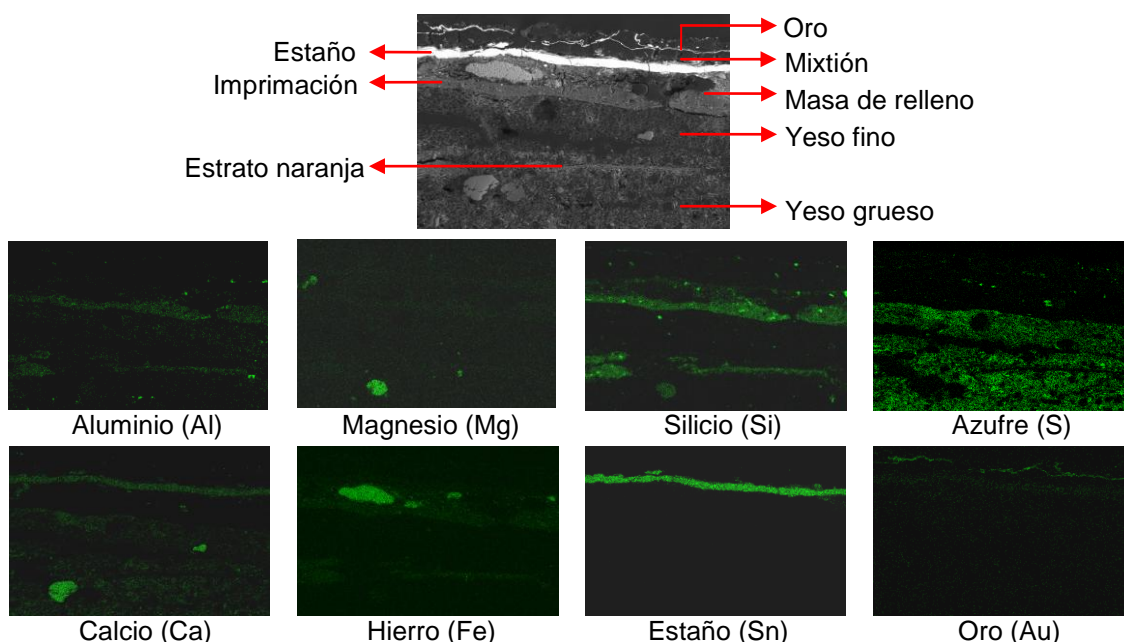 Oro
Estaño
Mixtión
Imprimación
Masa de relleno
Yeso fino
Estrato naranja
Yeso grueso
Aluminio (Al)
Magnesio (Mg)
Silicio (Si)
Azufre (S)
Calcio (Ca)
Hierro (Fe)
Estaño (Sn)
Oro (Au)